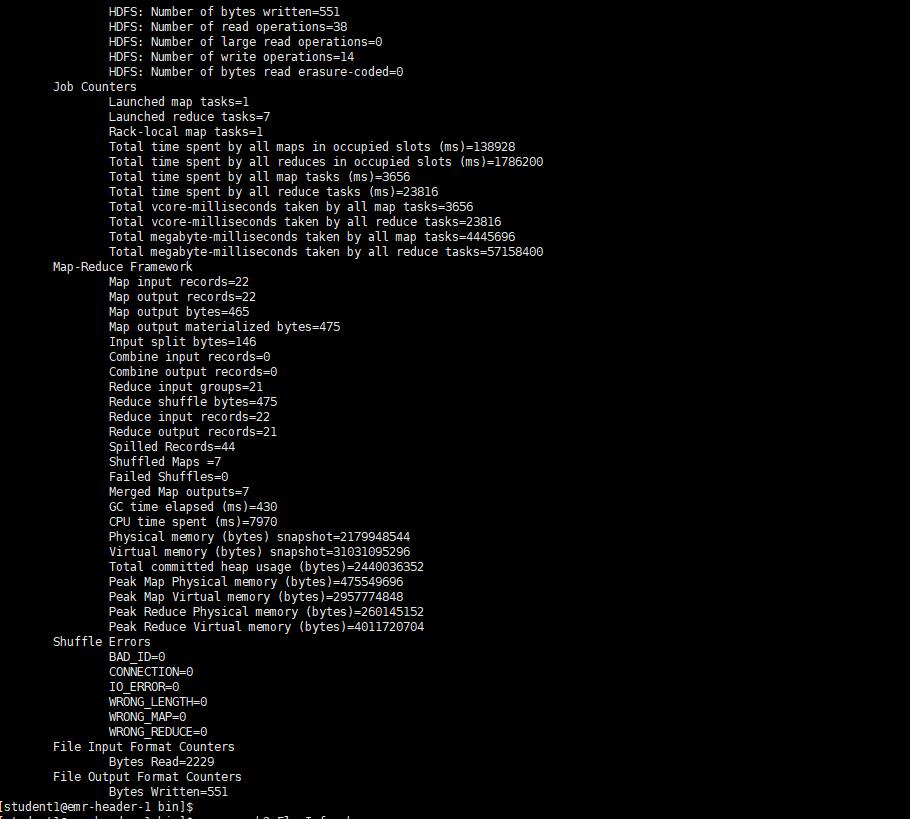 HDFS: Number of bytes written=551
HDFS: Number of read operations=38
HDFS: Number of large read operations=0
HDFS: Number of write operations=14
HDFS: Number of bytes read erasure-coded=0
Job Counters
Launched map tasks=1
Launched reduce tasks=7
Rack-local map tasks=1
Total time spent by all maps in occupied slots (ms)=138928
Total time spent by all reduces in occupied slots (ms)=1786200
Total time spent by all map tasks (ms)=3656
Total time spent by all reduce tasks (ms)=23816
Total vcore-milliseconds taken by all map tasks=3656
Total vcore-milliseconds taken by all reduce tasks=23816
Total megabyte-milliseconds taken by all map tasks=4445696
Total megabyte-milliseconds taken by all reduce tasks=57158400
Map-Reduce Framework
Map input records=22
Map output records=22
Map output bytes=465
Map output materialized bytes=475
Input split bytes=146
Combine input records=0
Combine output records=0
Reduce input groups=21
Reduce shuffle bytes=475
Reduce input records=22
Reduce output records=21
Spilled Records=44
Shuffled Maps =7
Failed Shuffles=0
Merged Map outputs=7
GC time elapsed (ms)=430
CPU time spent (ms)=7970
Physical memory (bytes) snapshot=2179948544
Virtual memory (bytes) snapshot=31031095296
Total committed heap usage (bytes)=2440036352
Peak Map Physical memory (bytes)=475549696
Peak Map Virtual memory (bytes)=2957774848
Peak Reduce Physical memory (bytes)=260145152
Peak Reduce Virtual memory (bytes)=4011720704
Shuffle Errors
BAD_ID=0
CONNECTION=0
IO_ERROR=0
WRONG_LENGTH=0
WRONG_MAP=0
WRONG_REDUCE=0
File Input Format Counters
Bytes Read=2229
File Output Format Counters
Bytes Written=551
[student1@emr-header-1 bin]$